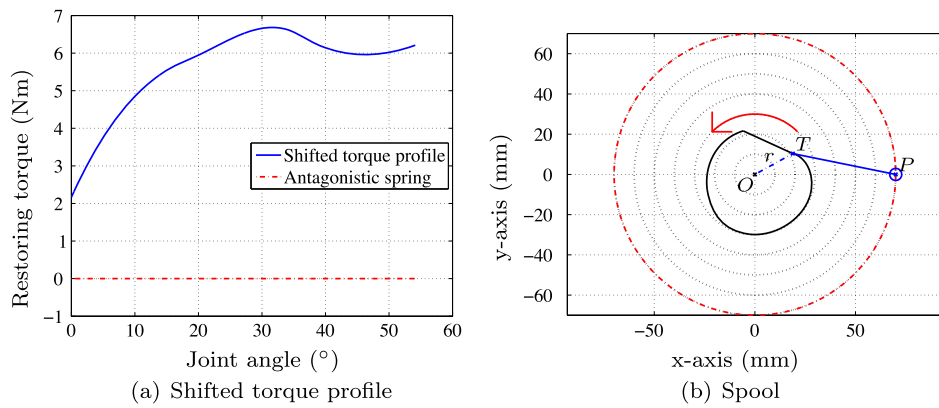 Restoring torque (Nm)
7
6
5
4
3
2
1
0
−1
0
10
20
30
40
50
60
Shifted torque profile
Antagonistic spring
Joint angle (°)
(a) Shifted torque profile
y-axis (mm)
60
40
20
0
−20
−40
−60
T
r
O
P
−50
0
50
x-axis (mm)
(b) Spool